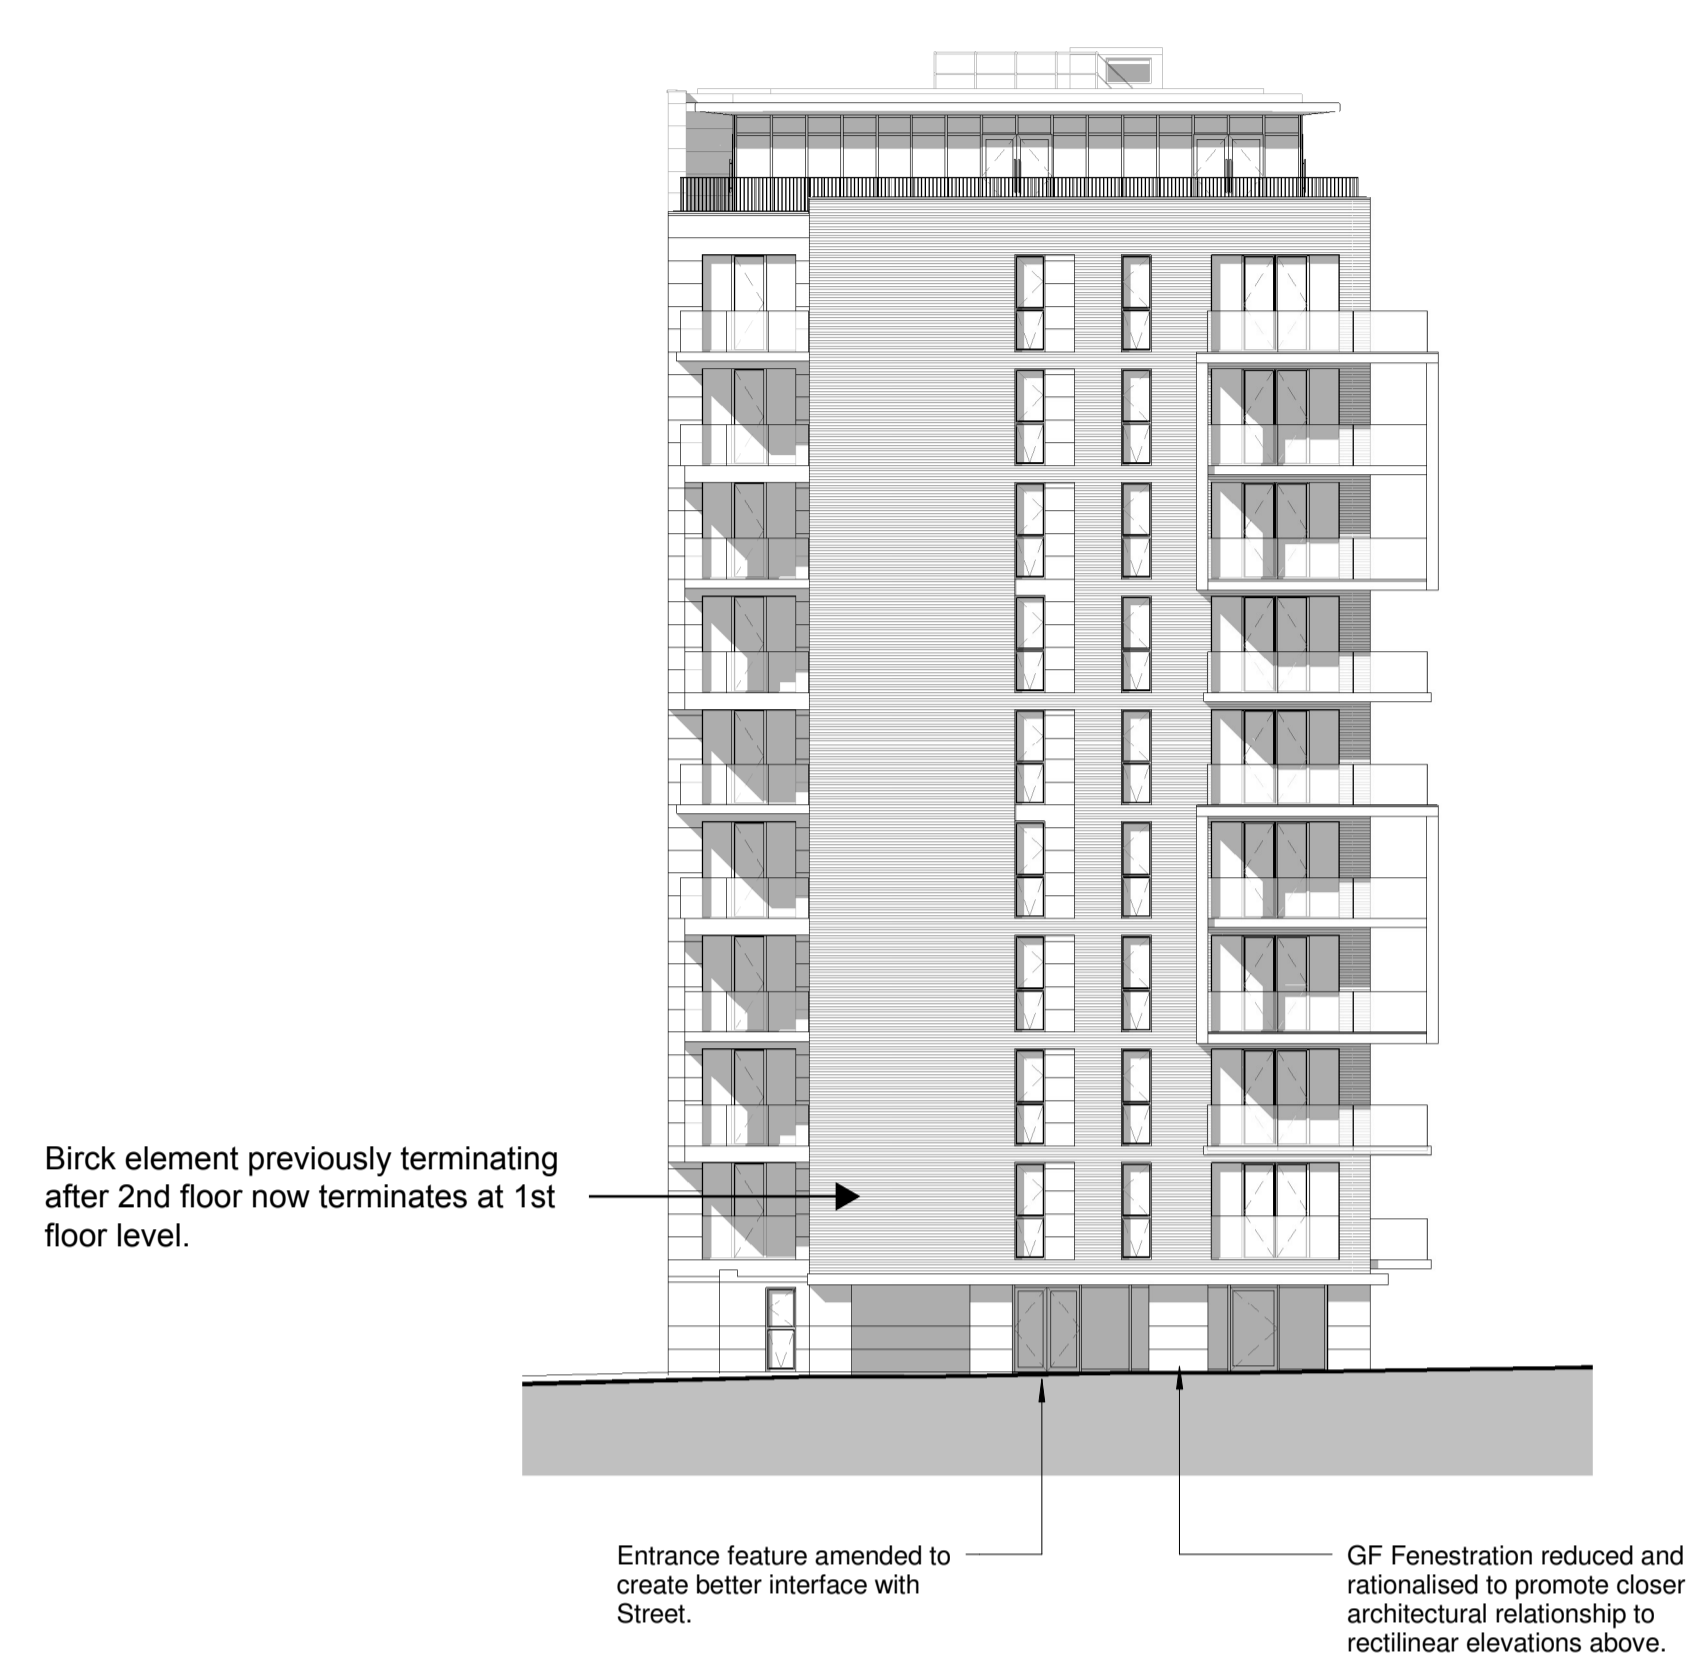 Birck element previously terminating
after 2nd floor now terminates at 1st
floor level.
Entrance feature amended to
create better interface with
Street.
GF Fenestration reduced and
rationalised to promote closer
architectural relationship to
rectilinear elevations above.